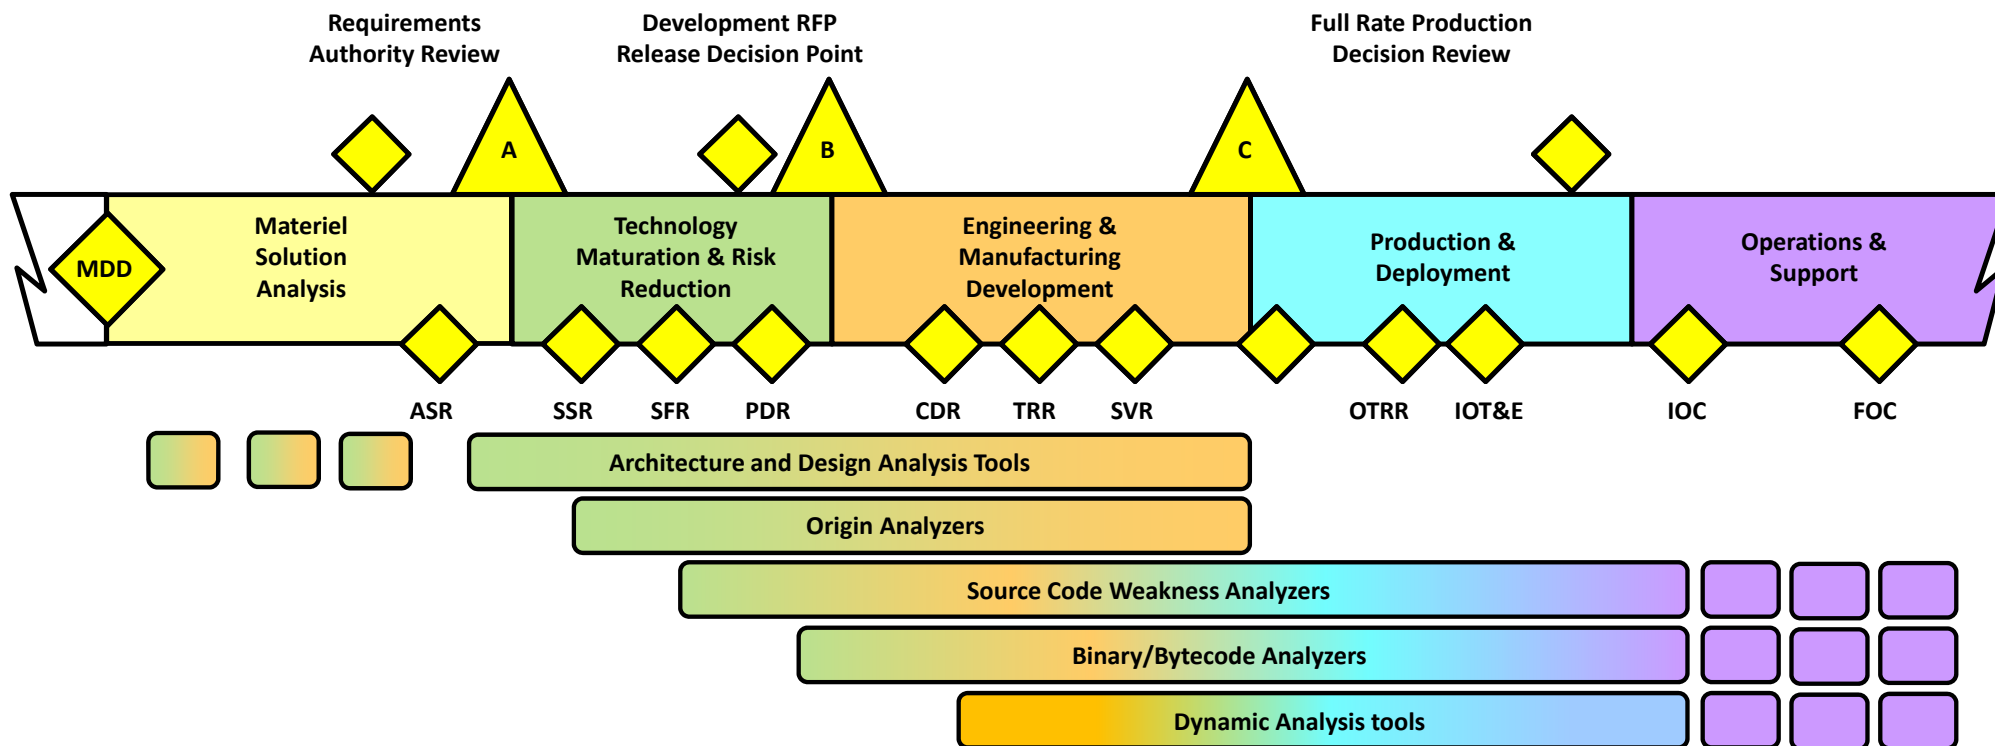 Requirements
Authority Review
Development RFP
Release Decision Point
Full Rate Production
Decision Review
A
B
C
MDD
Materiel
Solution
Analysis
Technology
Maturation & Risk
Reduction
Engineering &
Manufacturing
Development
Production &
Deployment
Operations &
Support
ASR
SSR
SFR
PDR
CDR
TRR
SVR
OTRR
IOT&E
IOC
FOC
Architecture and Design Analysis Tools
Origin Analyzers
Source Code Weakness Analyzers
Binary/Bytecode Analyzers
Dynamic Analysis tools